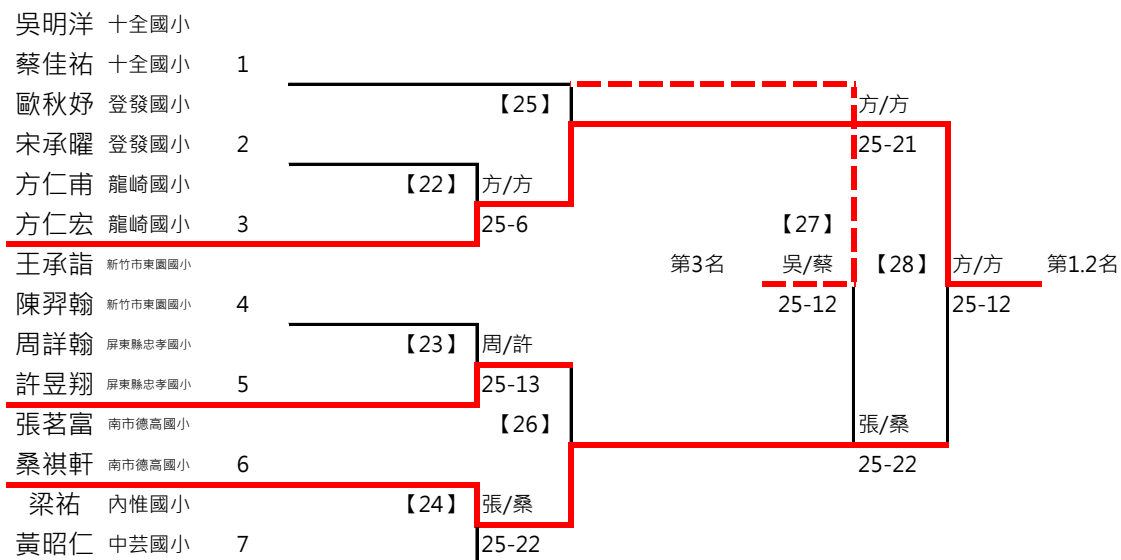 吳明洋 十全國小
蔡佳祐 十全國小 1
歐秋妤 登發國小 【25】 方/方
宋承曜 登發國小 2 25-21
方仁甫 龍崎國小 【22】 方/方
方仁宏 龍崎國小 3 25-6 【27】
王承詣 新竹市東園國小 第3名 吳/蔡 【28】 方/方 第1.2名
陳羿翰 新竹市東園國小 4 25-12 25-12
周詳翰 屏東縣忠孝國小 【23】 周/許
許昱翔 屏東縣忠孝國小 5 25-13
張茗富 南市德高國小 【26】 張/桑
桑祺軒 南市德高國小 6 25-22
梁祐 內惟國小 【24】 張/桑
黃昭仁 中芸國小 7 25-22